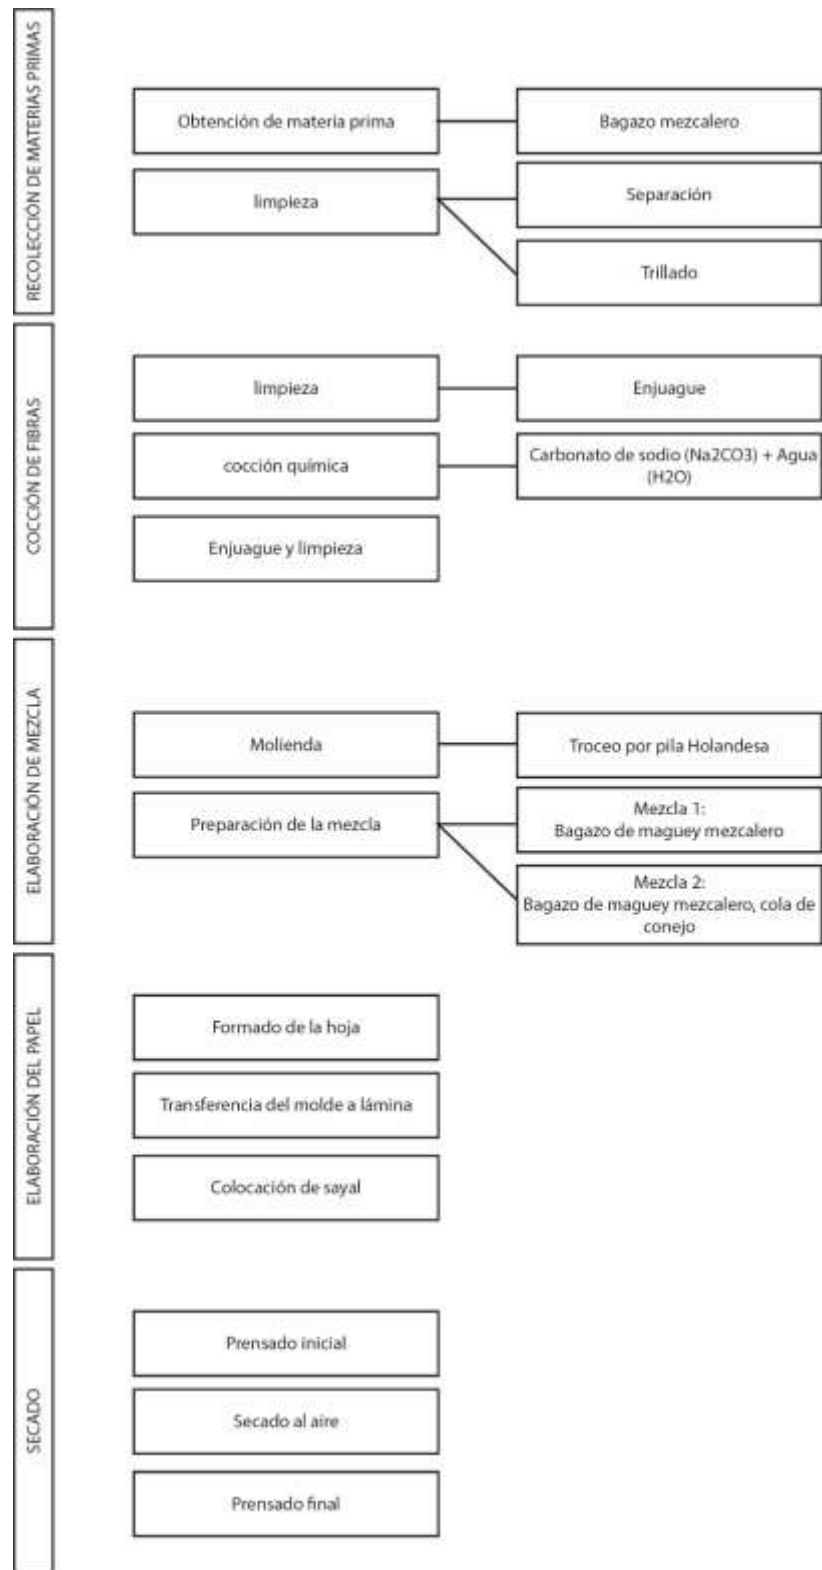 RECOLECCIÓN DE MATERIAS PRIMAS
Obtención de materia prima
Bagazo mezcalero
limpieza
Separación
Trillado
COCCIÓN DE FIBRAS
limpieza
Enjuague
cocción química
Carbonato de sodio (Na2CO3) + Agua
(H2O)
Enjuague y limpieza
ELABORACIÓN DE MEZCLA
Molienda
Troceo por pila Holandesa
Preparación de la mezcla
Mezcla 1:
Bagazo de maguey mezcalero
Mezcla 2:
Bagazo de maguey mezcalero, cola de
conejo
ELABORACIÓN DEL PAPEL
Formado de la hoja
Transferencia del molde a lámina
Colocación de sayal
SECADO
Prensado inicial
Secado al aire
Prensado final